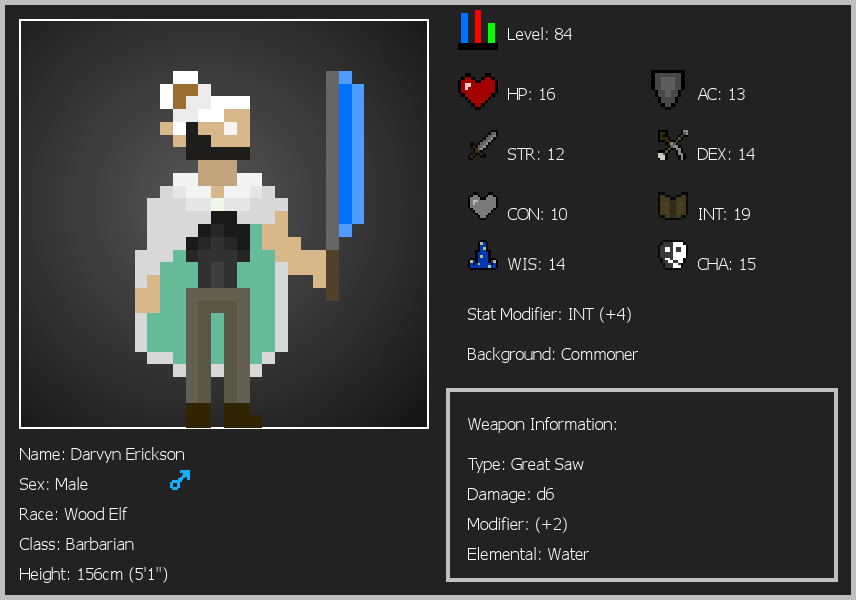 Level: 84
HP: 16
AC: 13
STR: 12
DEX: 14
CON: 10
INT: 19
WIS: 14
CHA: 15
Stat Modifier: INT (+4)
Background: Commoner
Weapon Information:
Type: Great Saw
Damage: d6
Modifier: (+2)
Elemental: Water
Name: Darvyn Erickson
Sex: Male
Race: Wood Elf
Class: Barbarian
Height: 156cm (5'1")